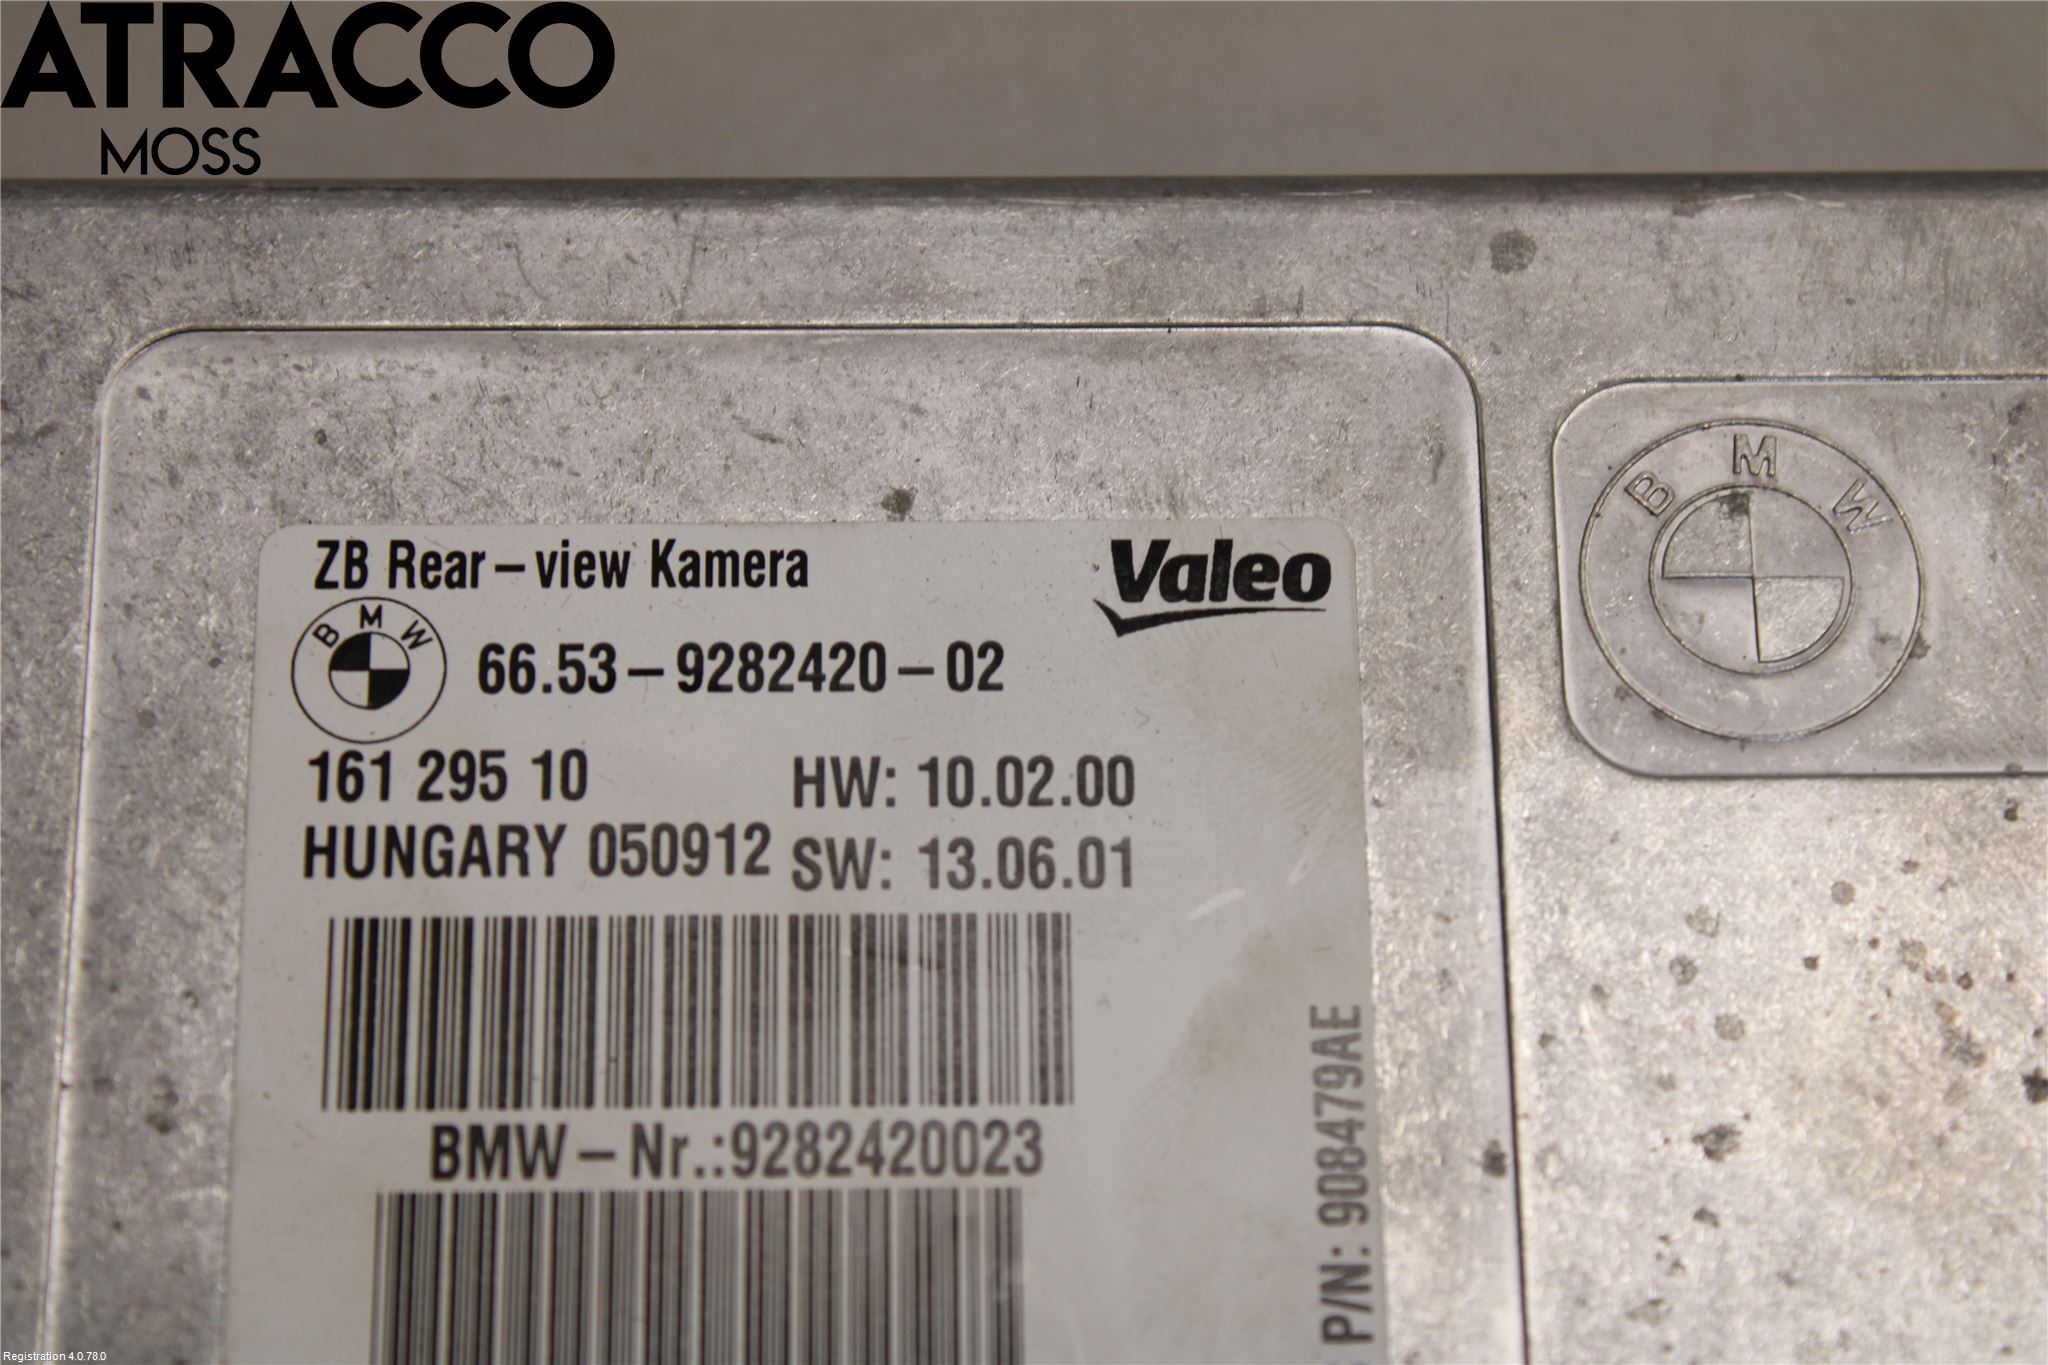 ATRACCO
MOSS
BMW
ZB Rear-view Kamera
Valeo
BMW
66.53-9282420-02
161 295 10
HW: 10.02.00
HUNGARY 050912
SW: 13.06.01
BMW-Nr.:9282420023
P/N: 908479AE
Registration 4.0.78.0